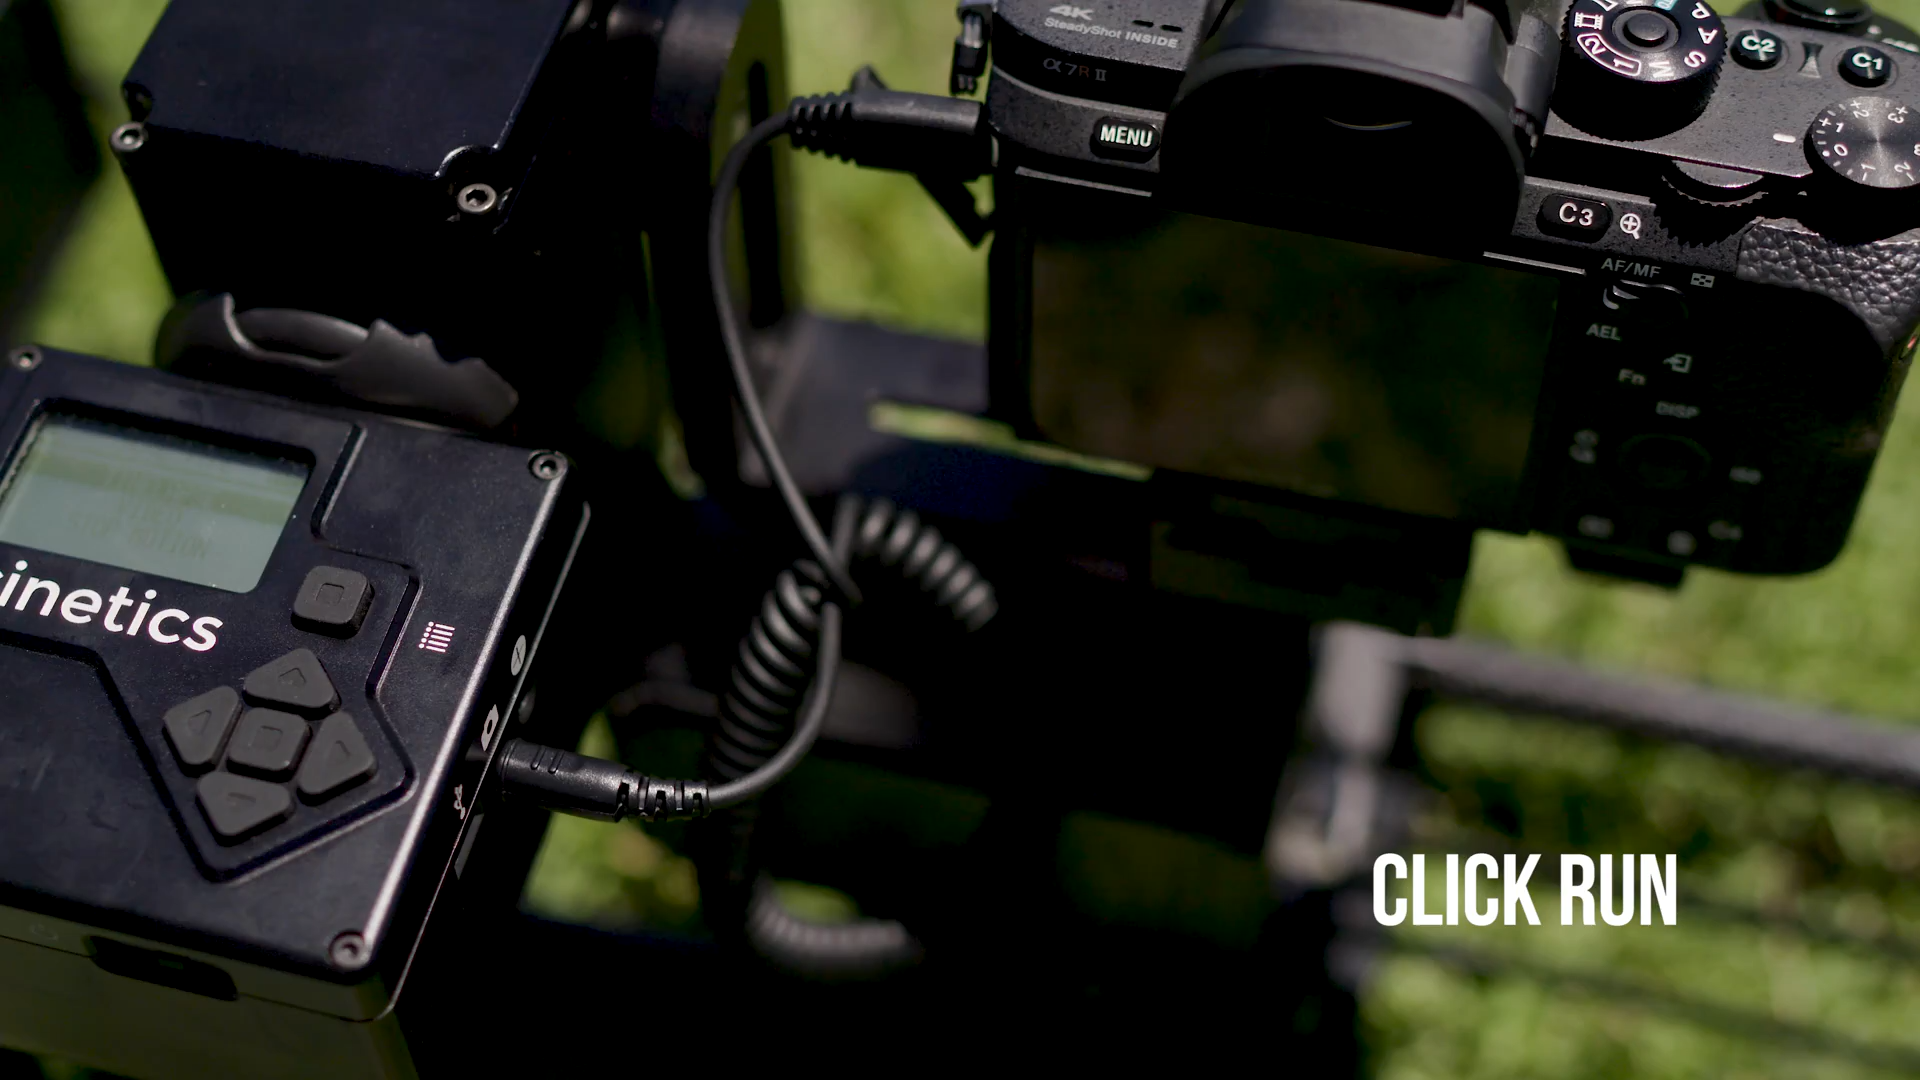 4K
SteadyShot INSIDE
α7R II
MENU
C2
C1
C3
AF/MF
AEL
Fn
DISP
inetics
CLICK RUN